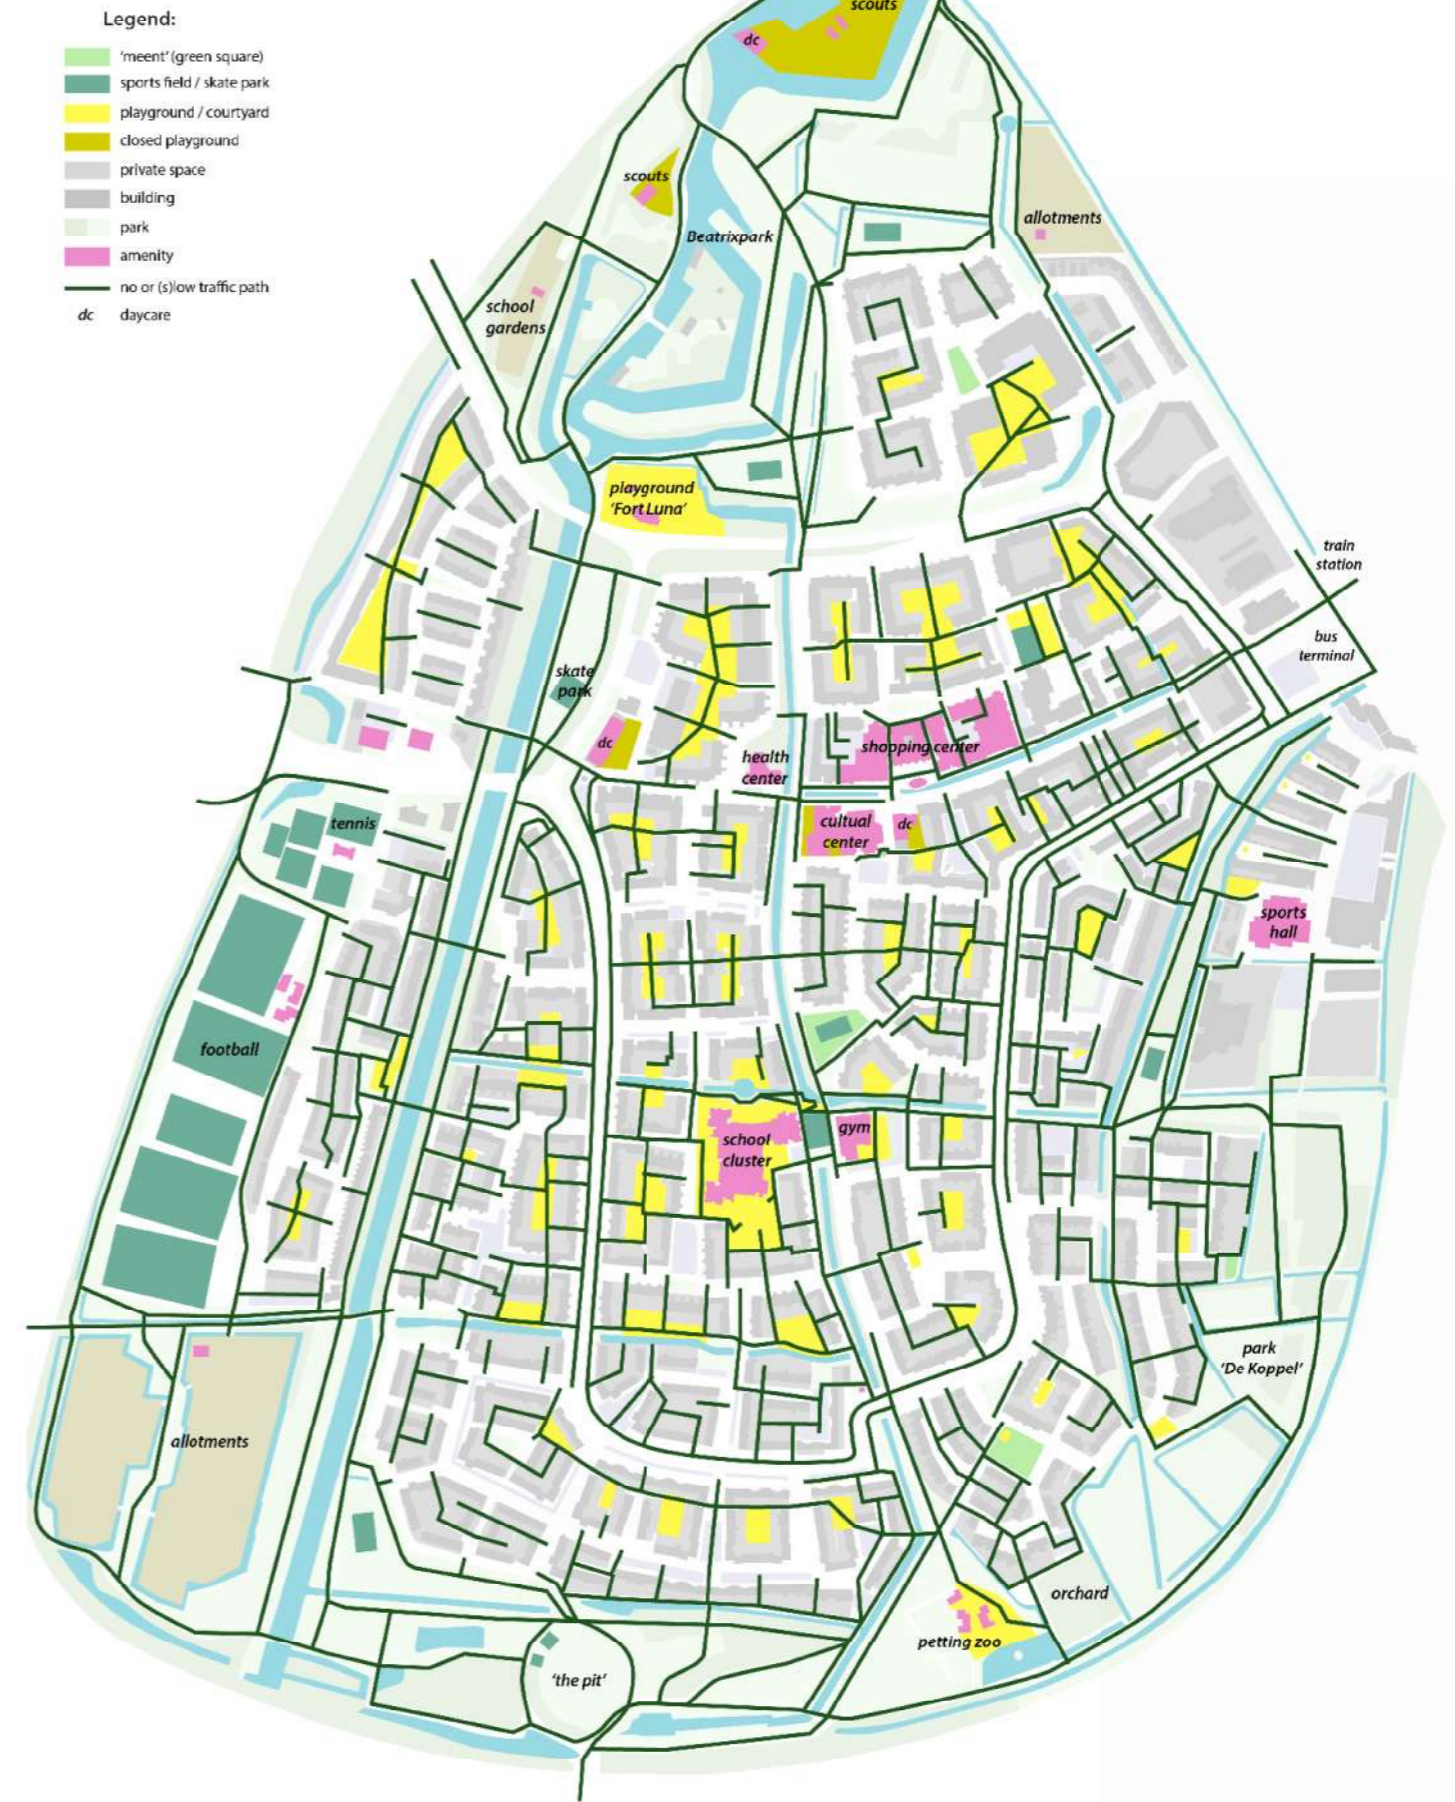 Legend:
'meent' (green square)
sports field / skate park
playground / courtyard
closed playground
private space
building
park
amenity
no or (s)low traffic path
dc daycare
scouts
dc
scouts
allotments
Beatrixpark
school
gardens
playground
'Fort Luna'
train
station
bus
terminal
skate
park
dc
health
center
shopping center
cultual
center
dc
tennis
sports
hall
football
school
cluster
gym
park
'De Koppel'
allotments
orchard
petting zoo
'the pit'